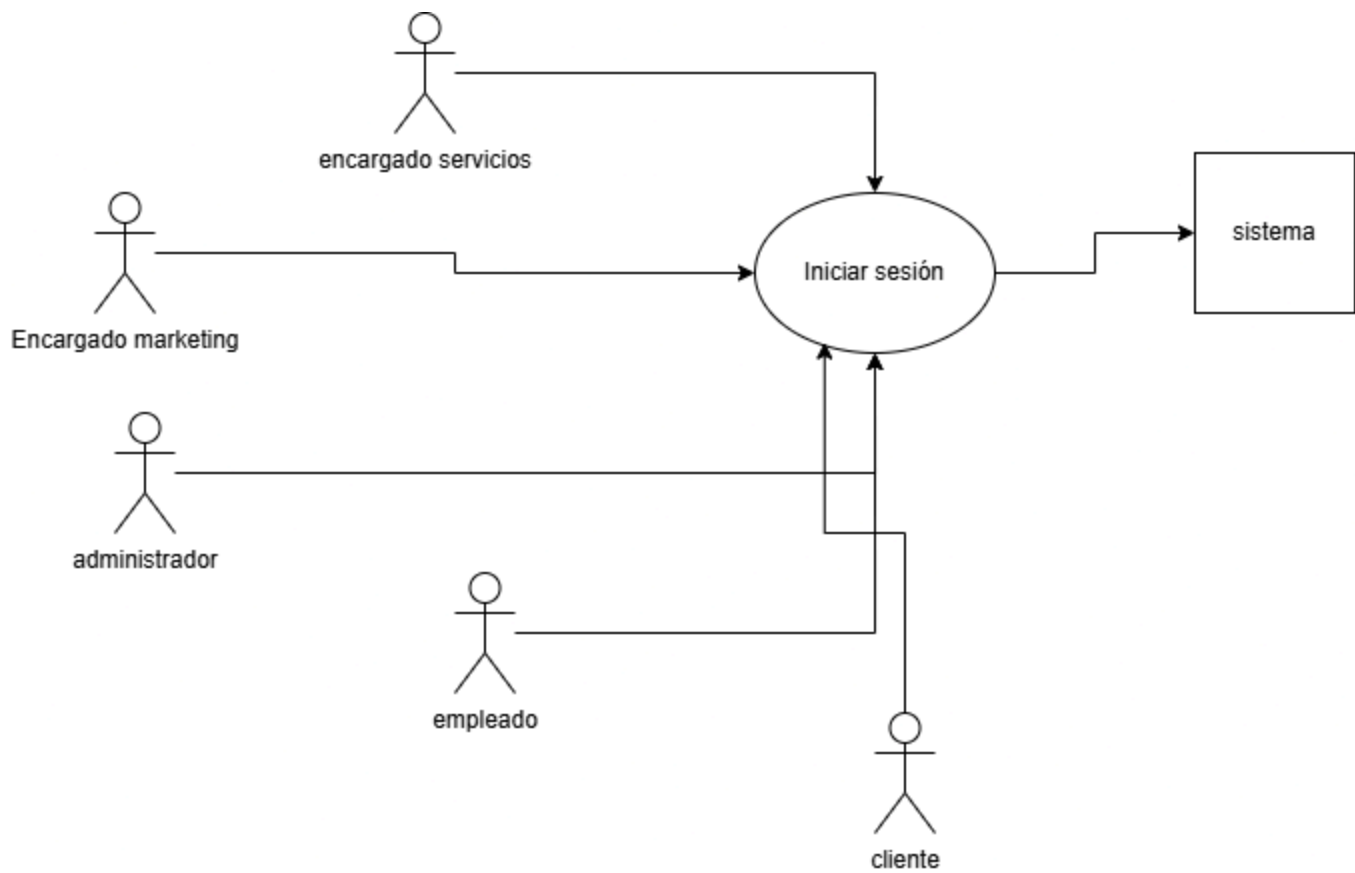 encargado servicios
Encargado marketing
Iniciar sesión
sistema
administrador
empleado
cliente